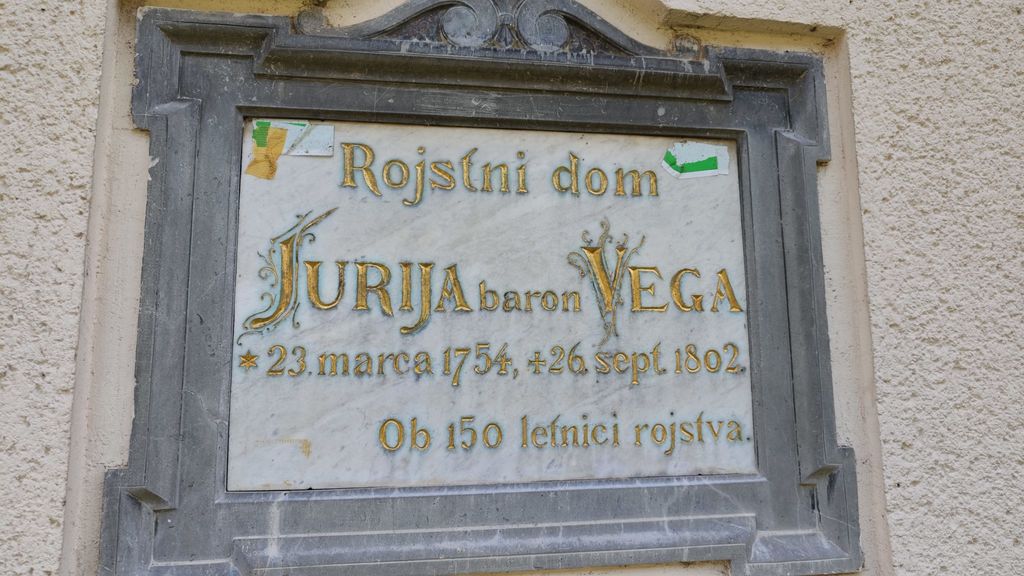 Rojstni dom
JURIJA baron VEGA
* 23. marca 1754, +26. sept. 1802.
Ob 150 letnici rojstva.